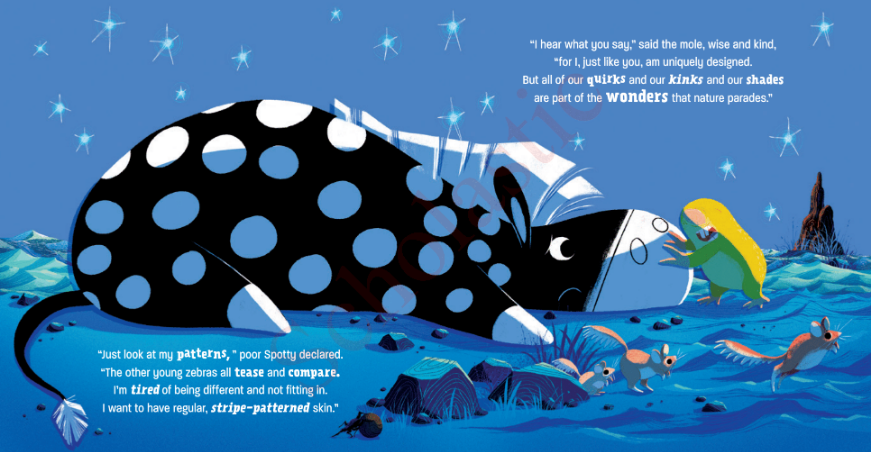 "I hear what you say," said the mole, wise and kind,
"for I, just like you, am uniquely designed.
But all of our quirks and our kinks and our shades
are part of the wonders that nature parades."
"Just look at my patterns, " poor Spotty declared.
"The other young zebras all tease and compare.
I'm tired of being different and not fitting in.
I want to have regular, stripe-patterned skin."
Scholastic